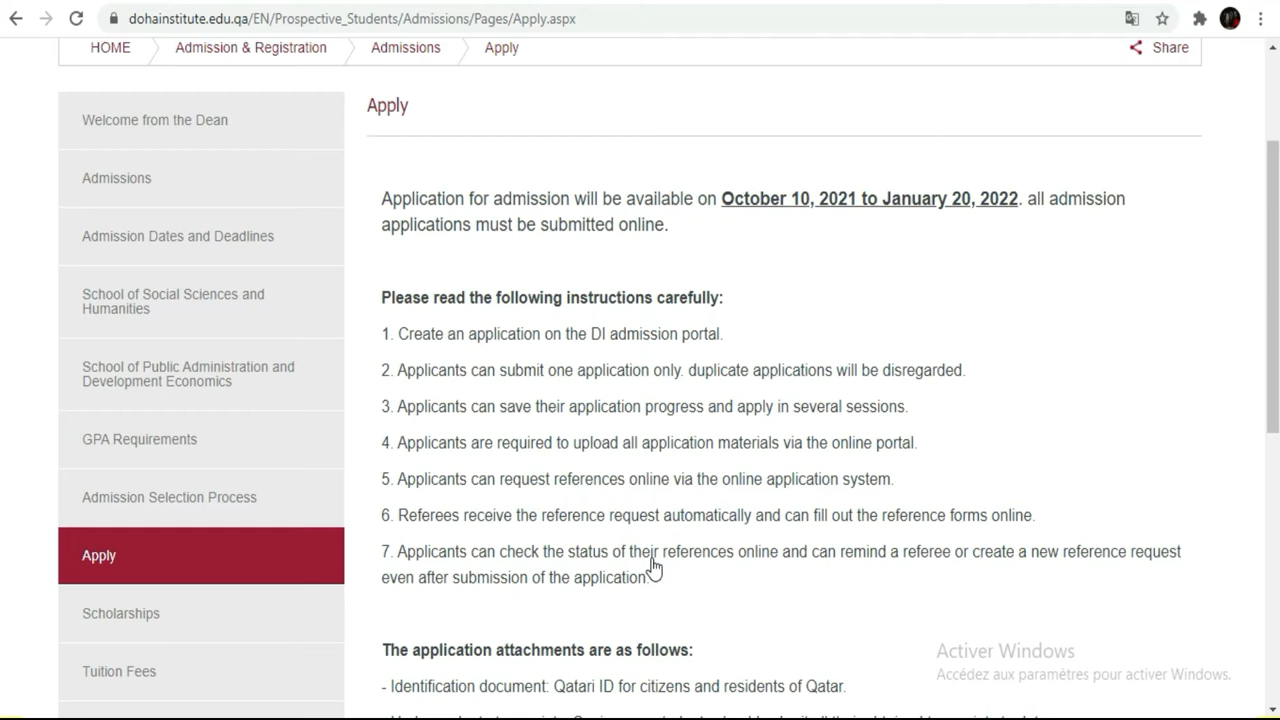 dohainstitute.edu.qa/EN/Prospective_Students/Admissions/Pages/Apply.aspx
HOME
Admission & Registration
Admissions
Apply
Share
Welcome from the Dean
Admissions
Admission Dates and Deadlines
School of Social Sciences and
Humanities
School of Public Administration and
Development Economics
GPA Requirements
Admission Selection Process
Apply
Scholarships
Tuition Fees
Apply
Application for admission will be available on October 10, 2021 to January 20, 2022. all admission
applications must be submitted online.
Please read the following instructions carefully:
1. Create an application on the DI admission portal.
2. Applicants can submit one application only. duplicate applications will be disregarded.
3. Applicants can save their application progress and apply in several sessions.
4. Applicants are required to upload all application materials via the online portal.
5. Applicants can request references online via the online application system.
6. Referees receive the reference request automatically and can fill out the reference forms online.
7. Applicants can check the status of their references online and can remind a referee or create a new reference request
even after submission of the application.
The application attachments are as follows:
- Identification document: Qatari ID for citizens and residents of Qatar.
Activer Windows
Accédez aux paramètres pour activer Windows.